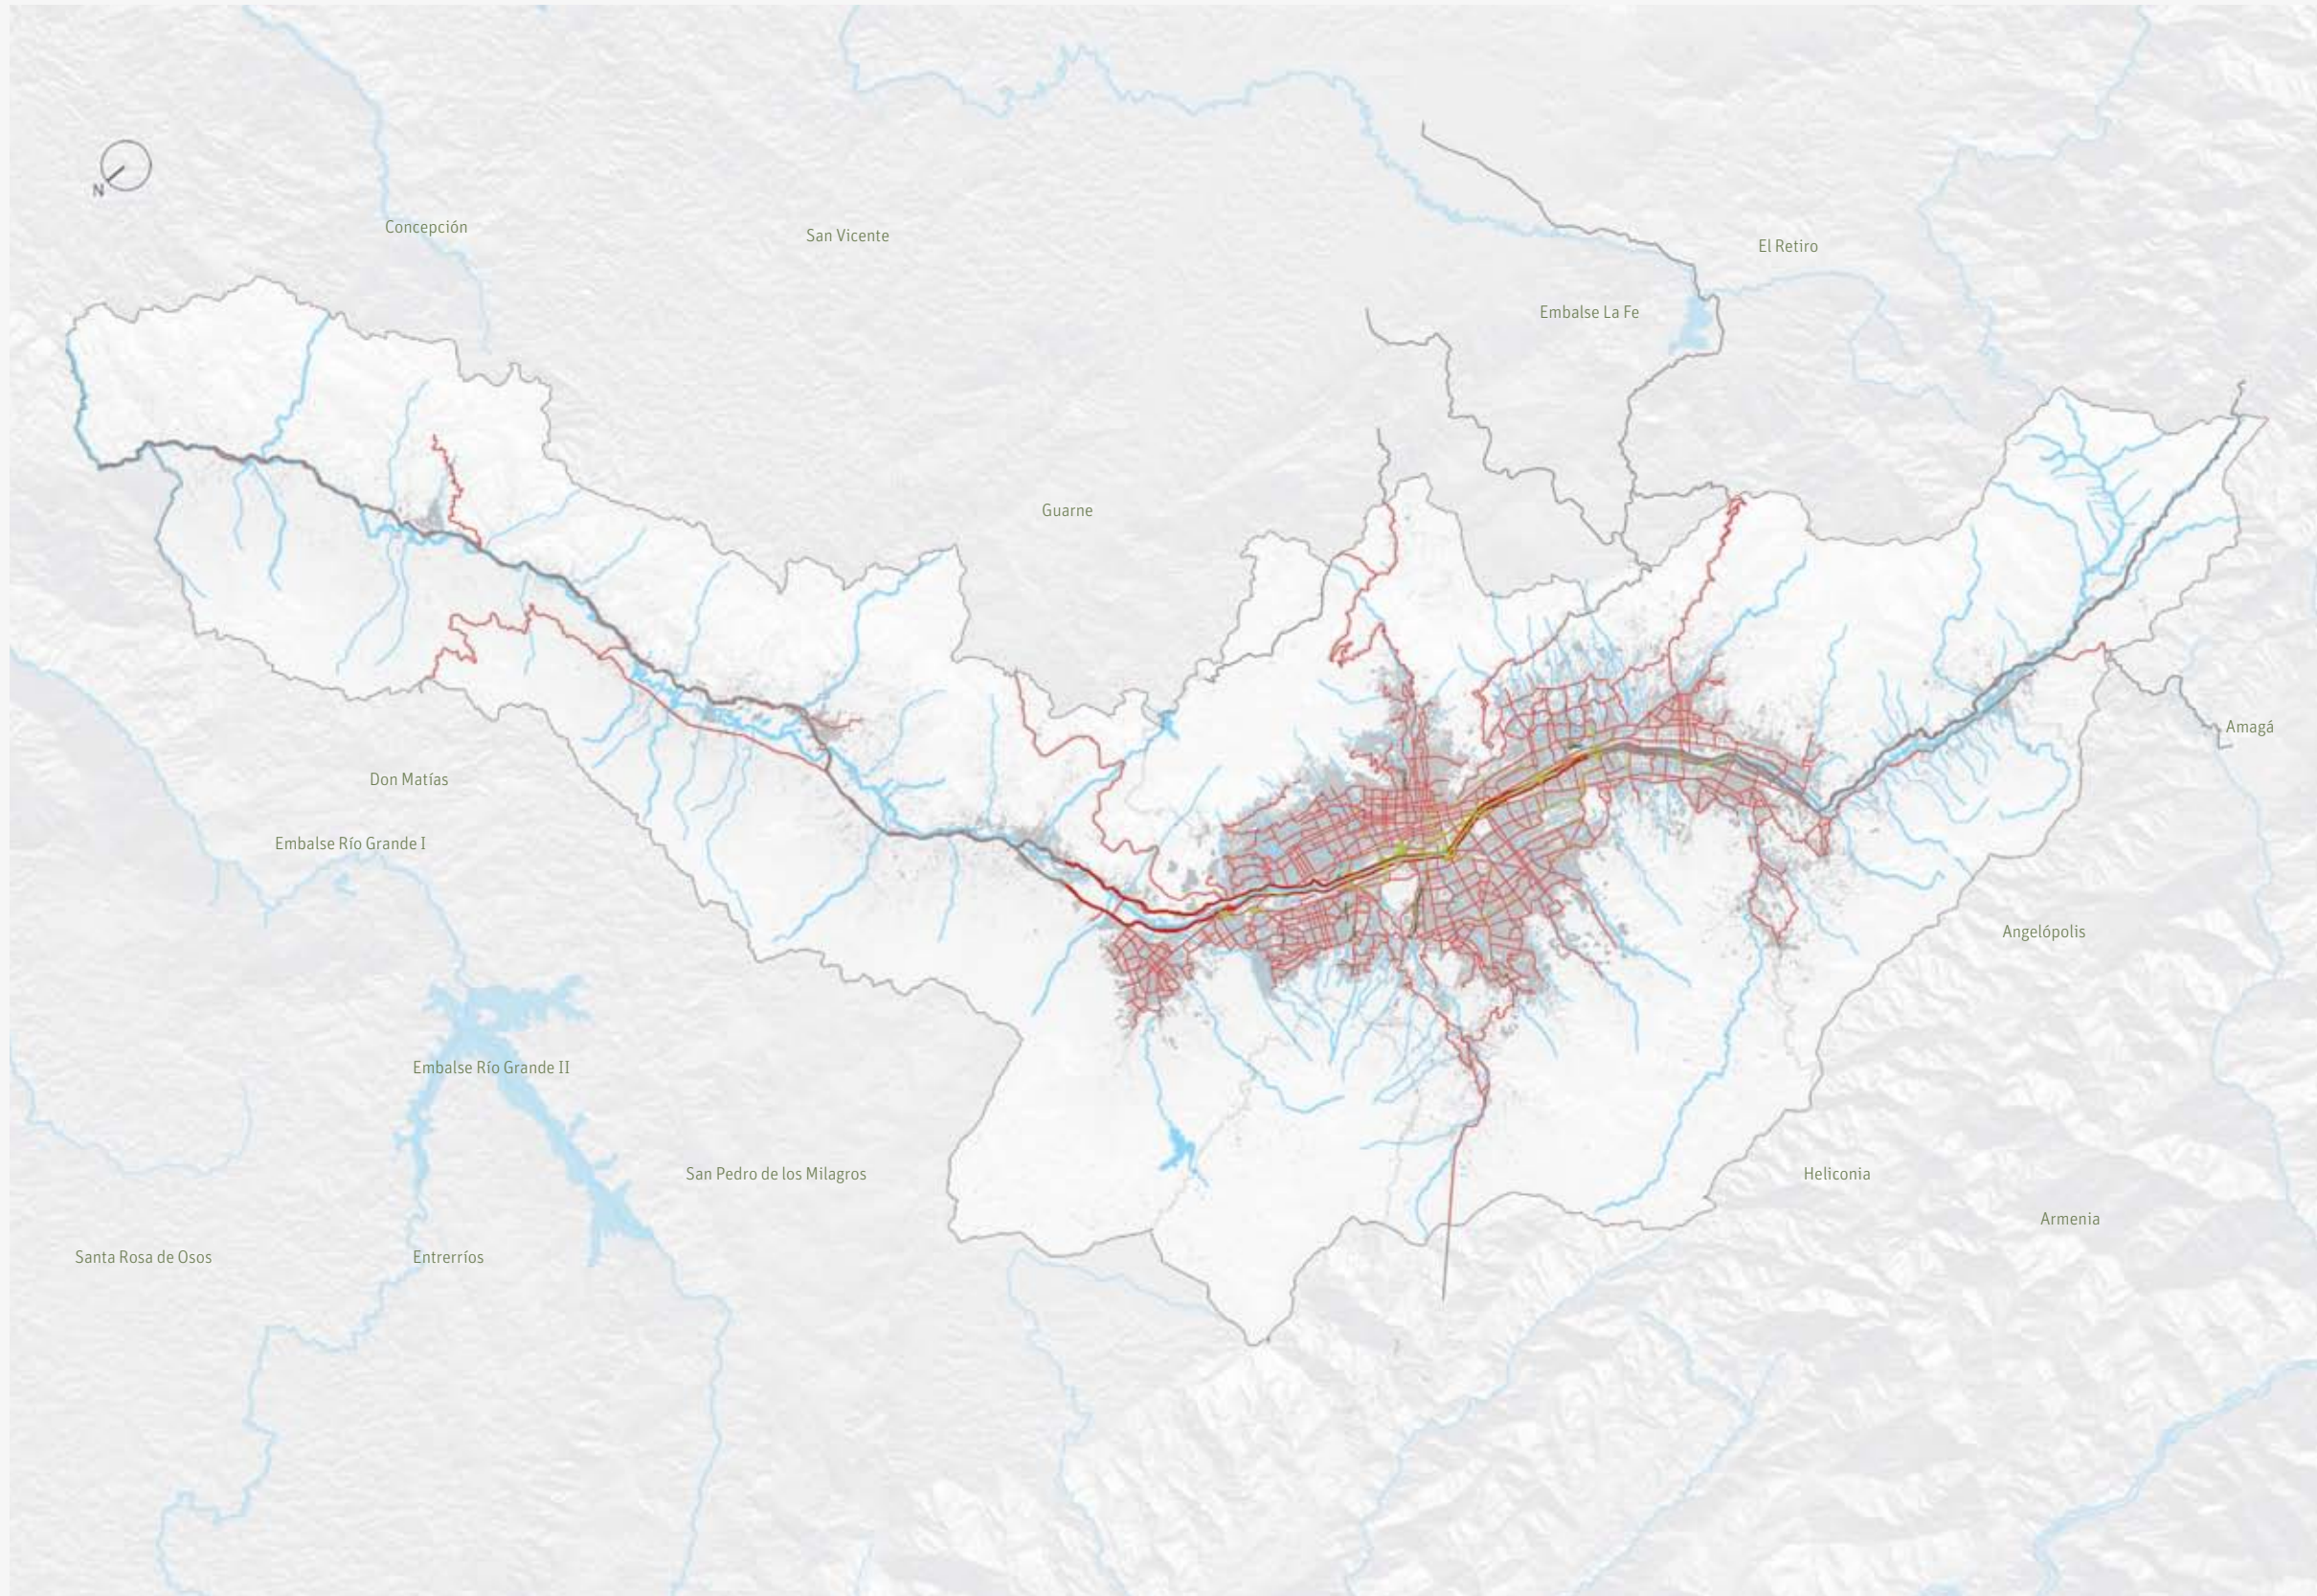 N
Concepción
San Vicente
El Retiro
Embalse La Fe
Guarne
Amagá
Don Matías
Embalse Río Grande I
Angelópolis
Embalse Río Grande II
San Pedro de los Milagros
Heliconia
Armenia
Santa Rosa de Osos
Entrerríos